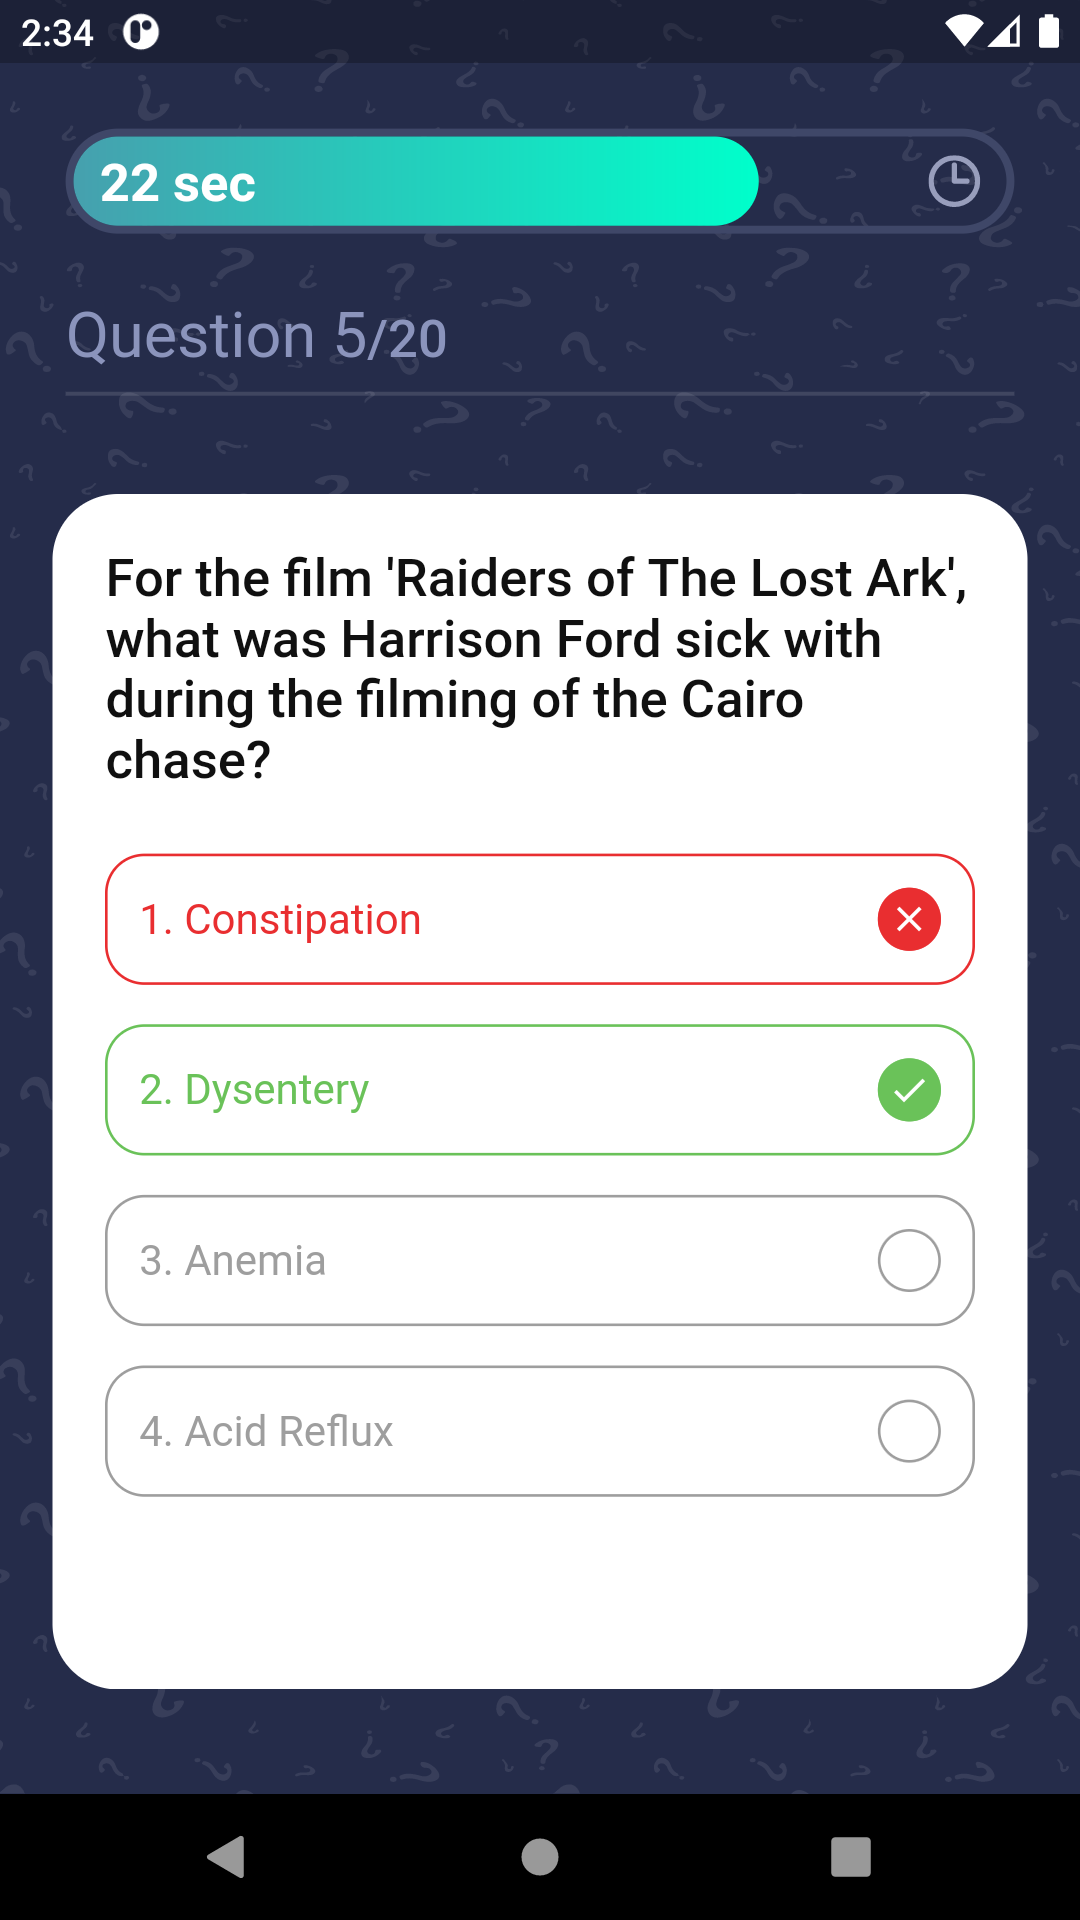 2:34
22 sec
Question 5/20
For the film 'Raiders of The Lost Ark',
what was Harrison Ford sick with
during the filming of the Cairo
chase?
1. Constipation
2. Dysentery
3. Anemia
4. Acid Reflux